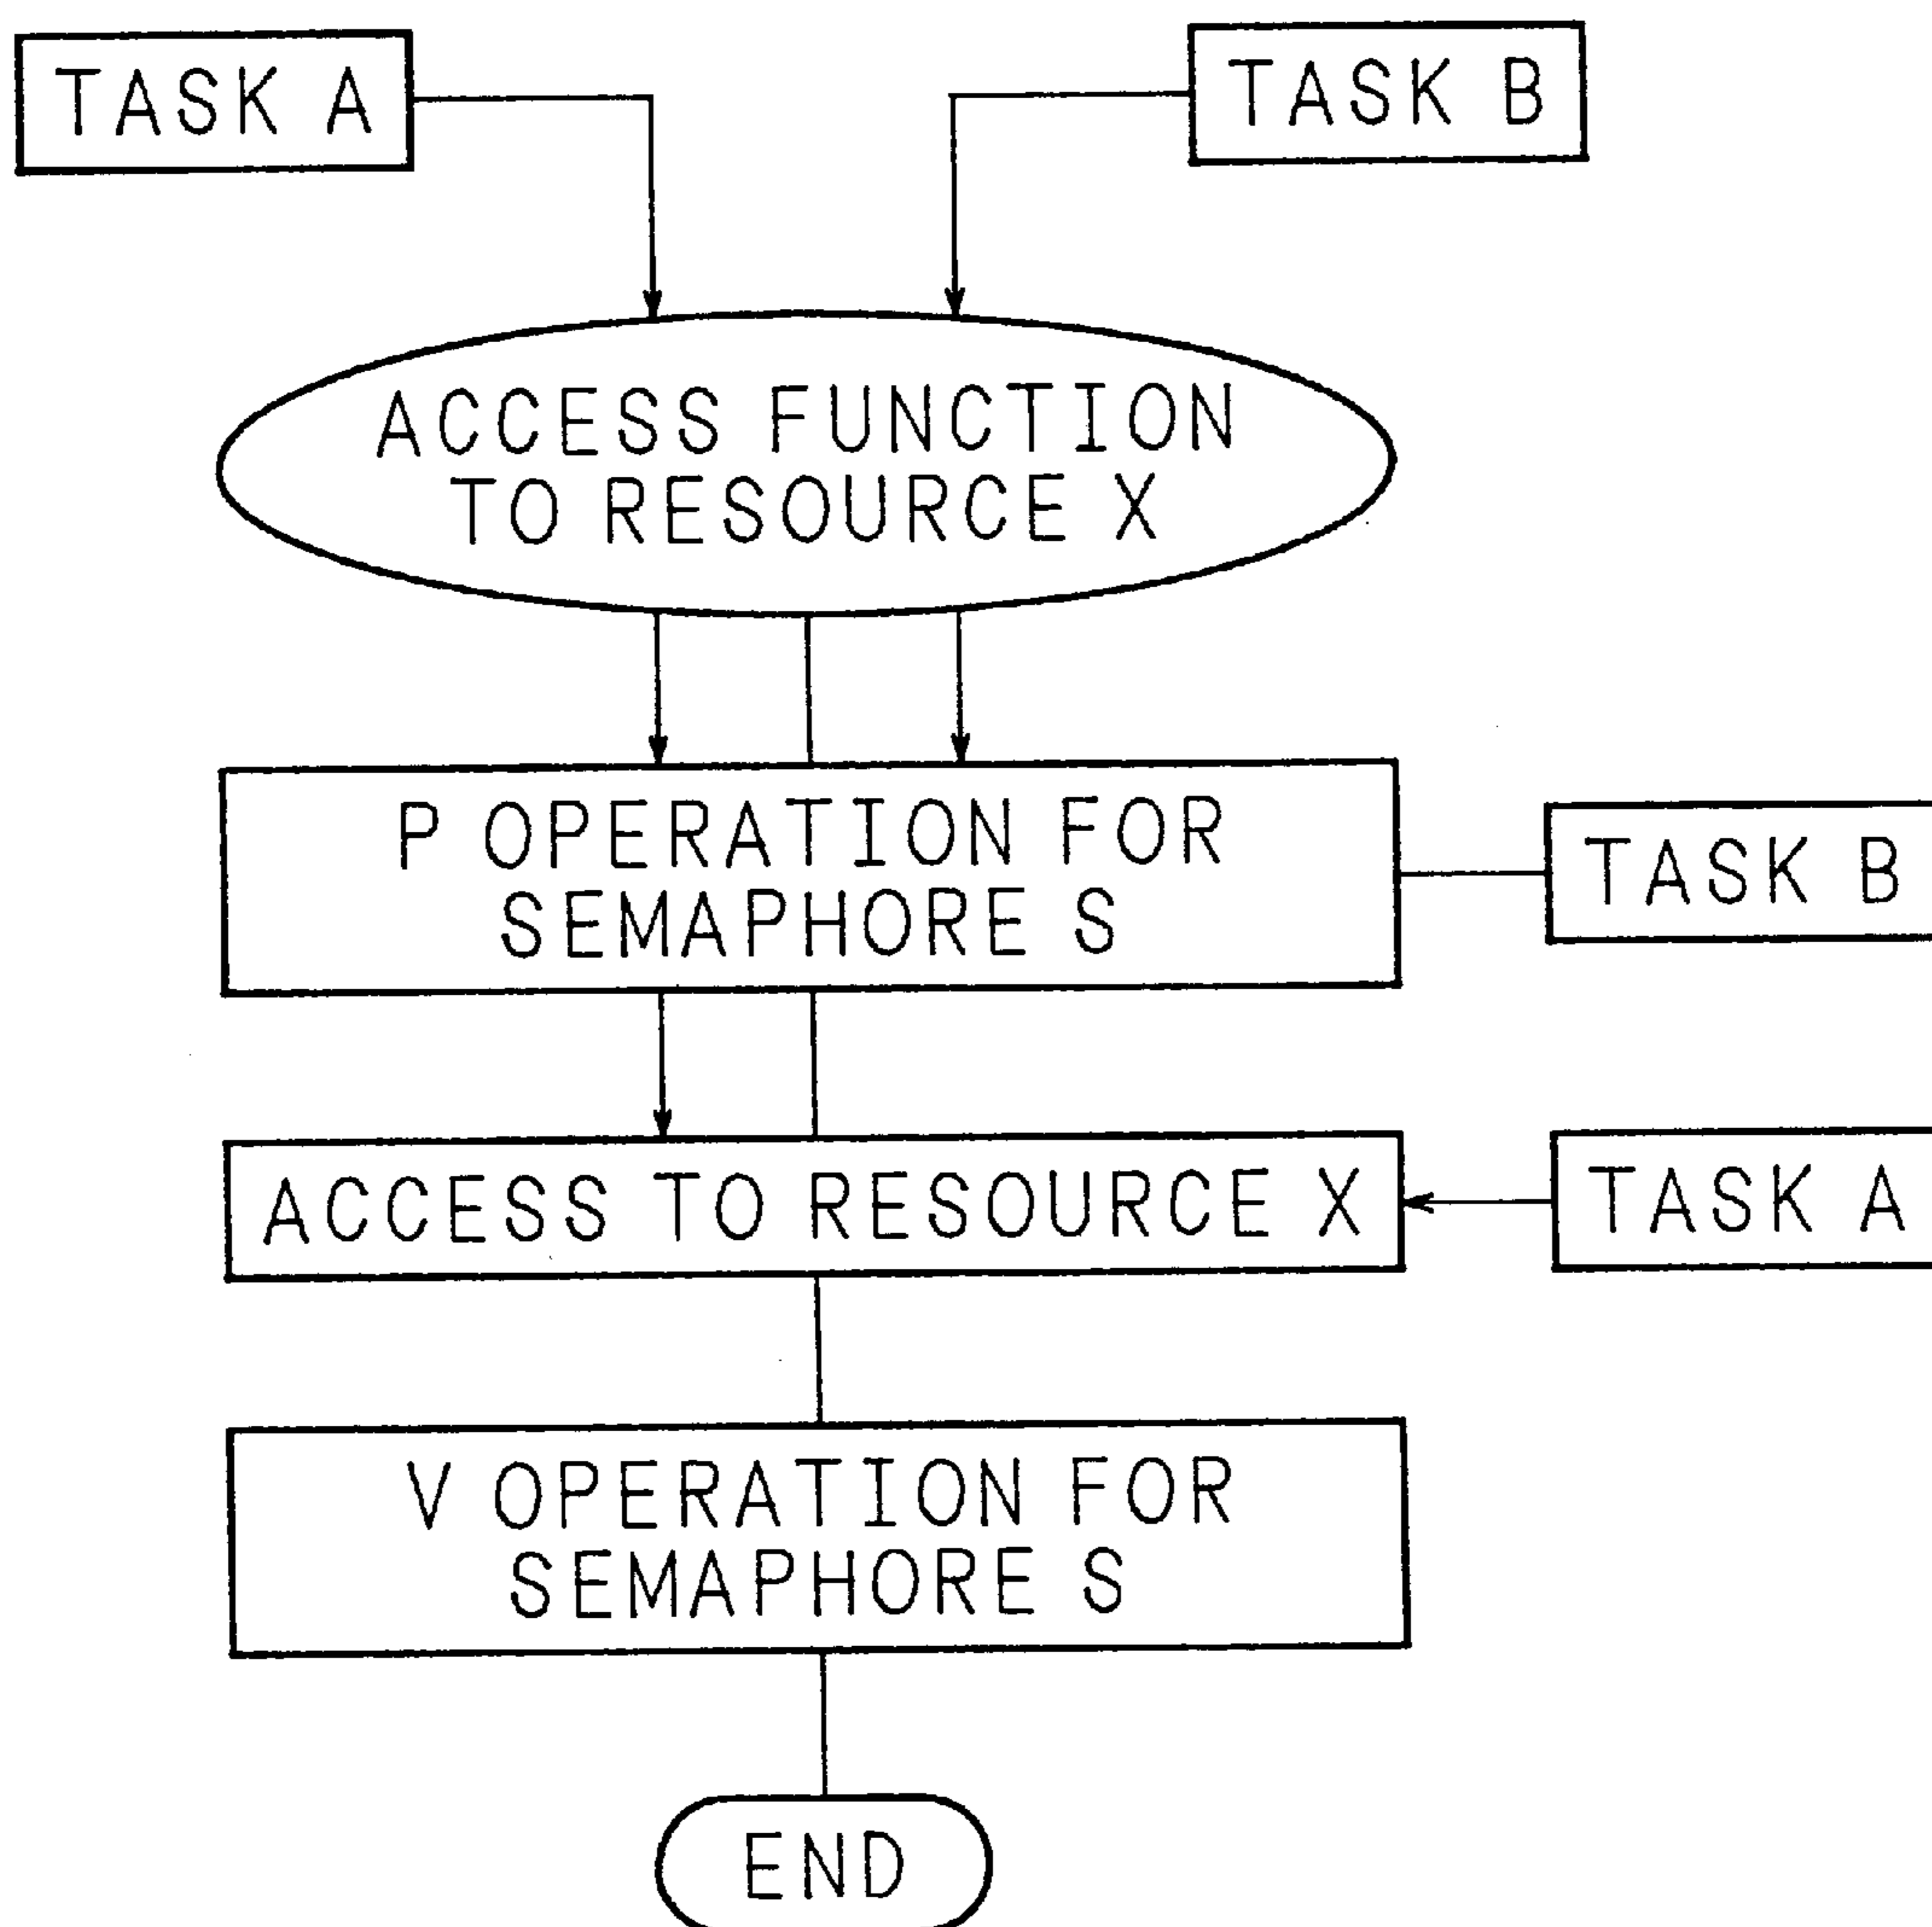 TASK A
TASK B
ACCESS FUNCTION
TO RESOURCE X
P OPERATION FOR
SEMAPHORE S
TASK B
ACCESS TO RESOURCE X
TASK A
V OPERATION FOR
SEMAPHORE S
END